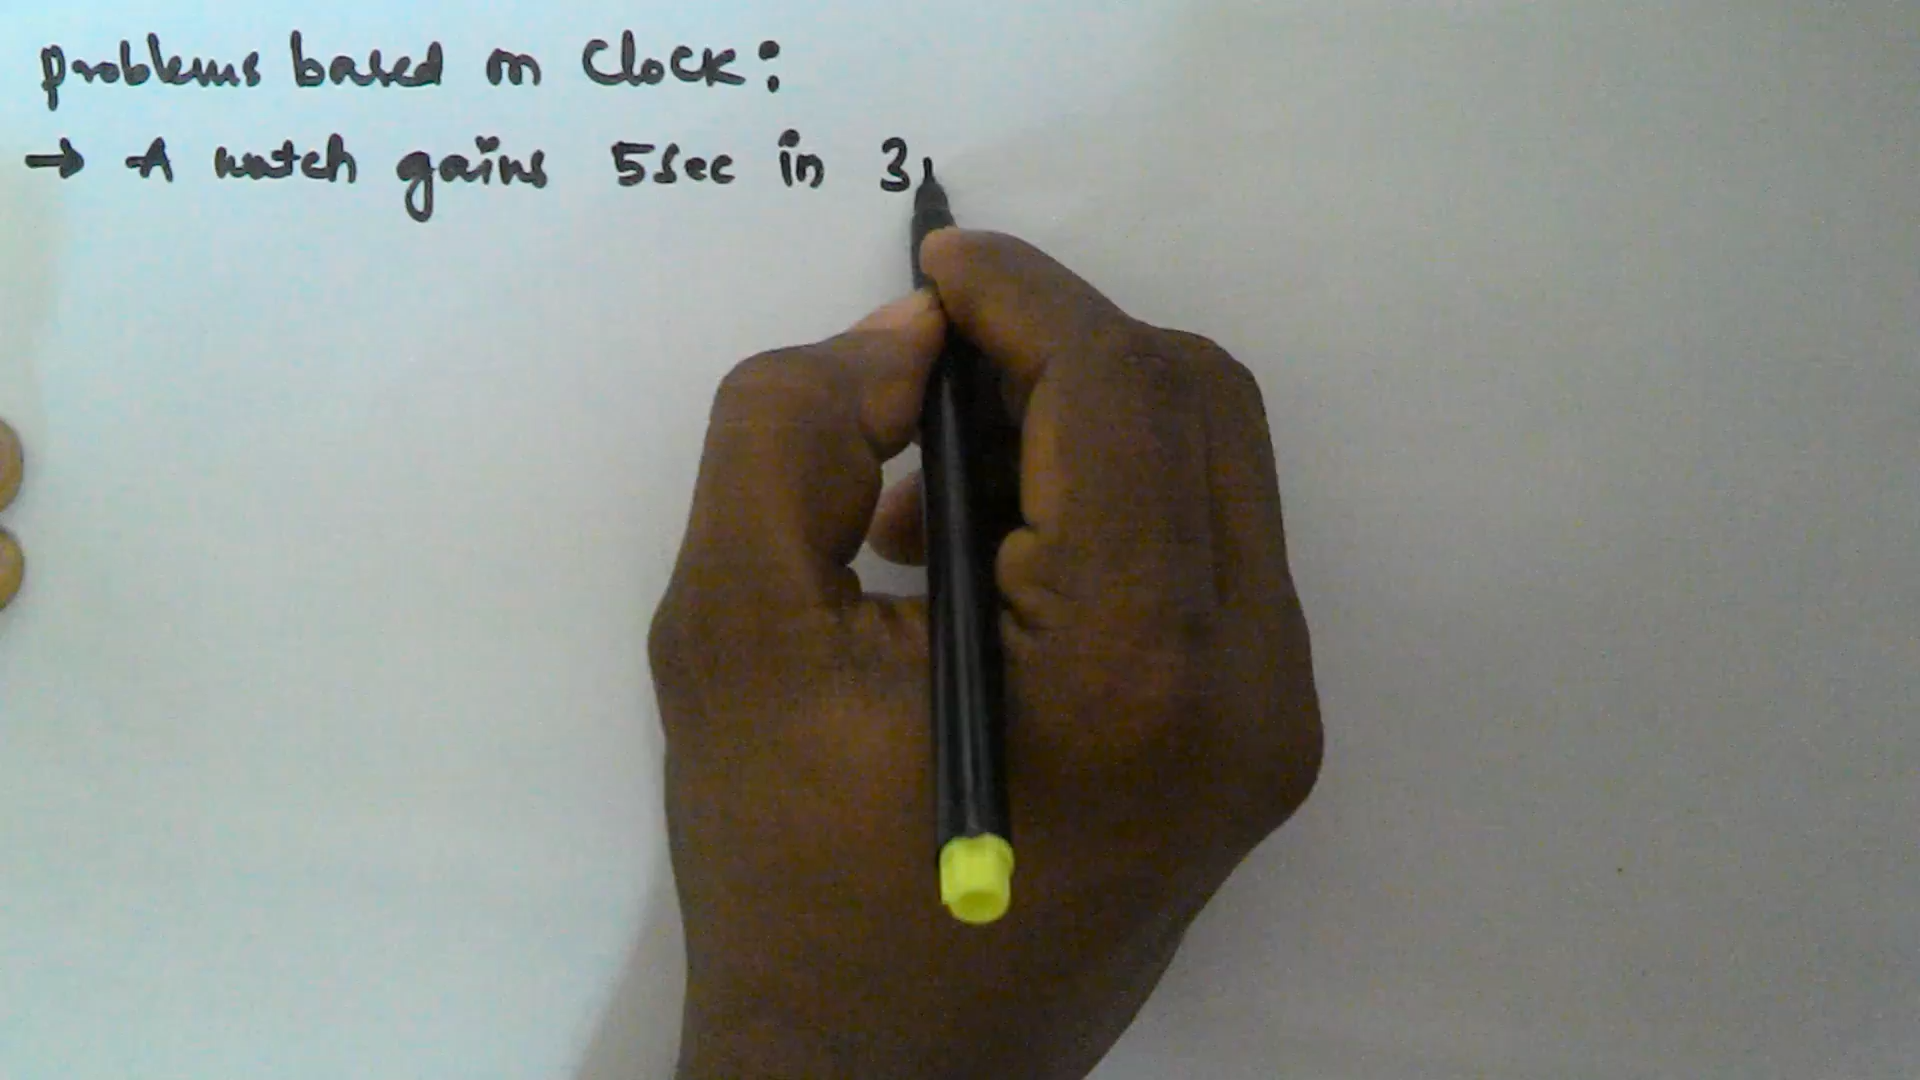 problems based on Clock:
→ A watch gains 5sec in 3